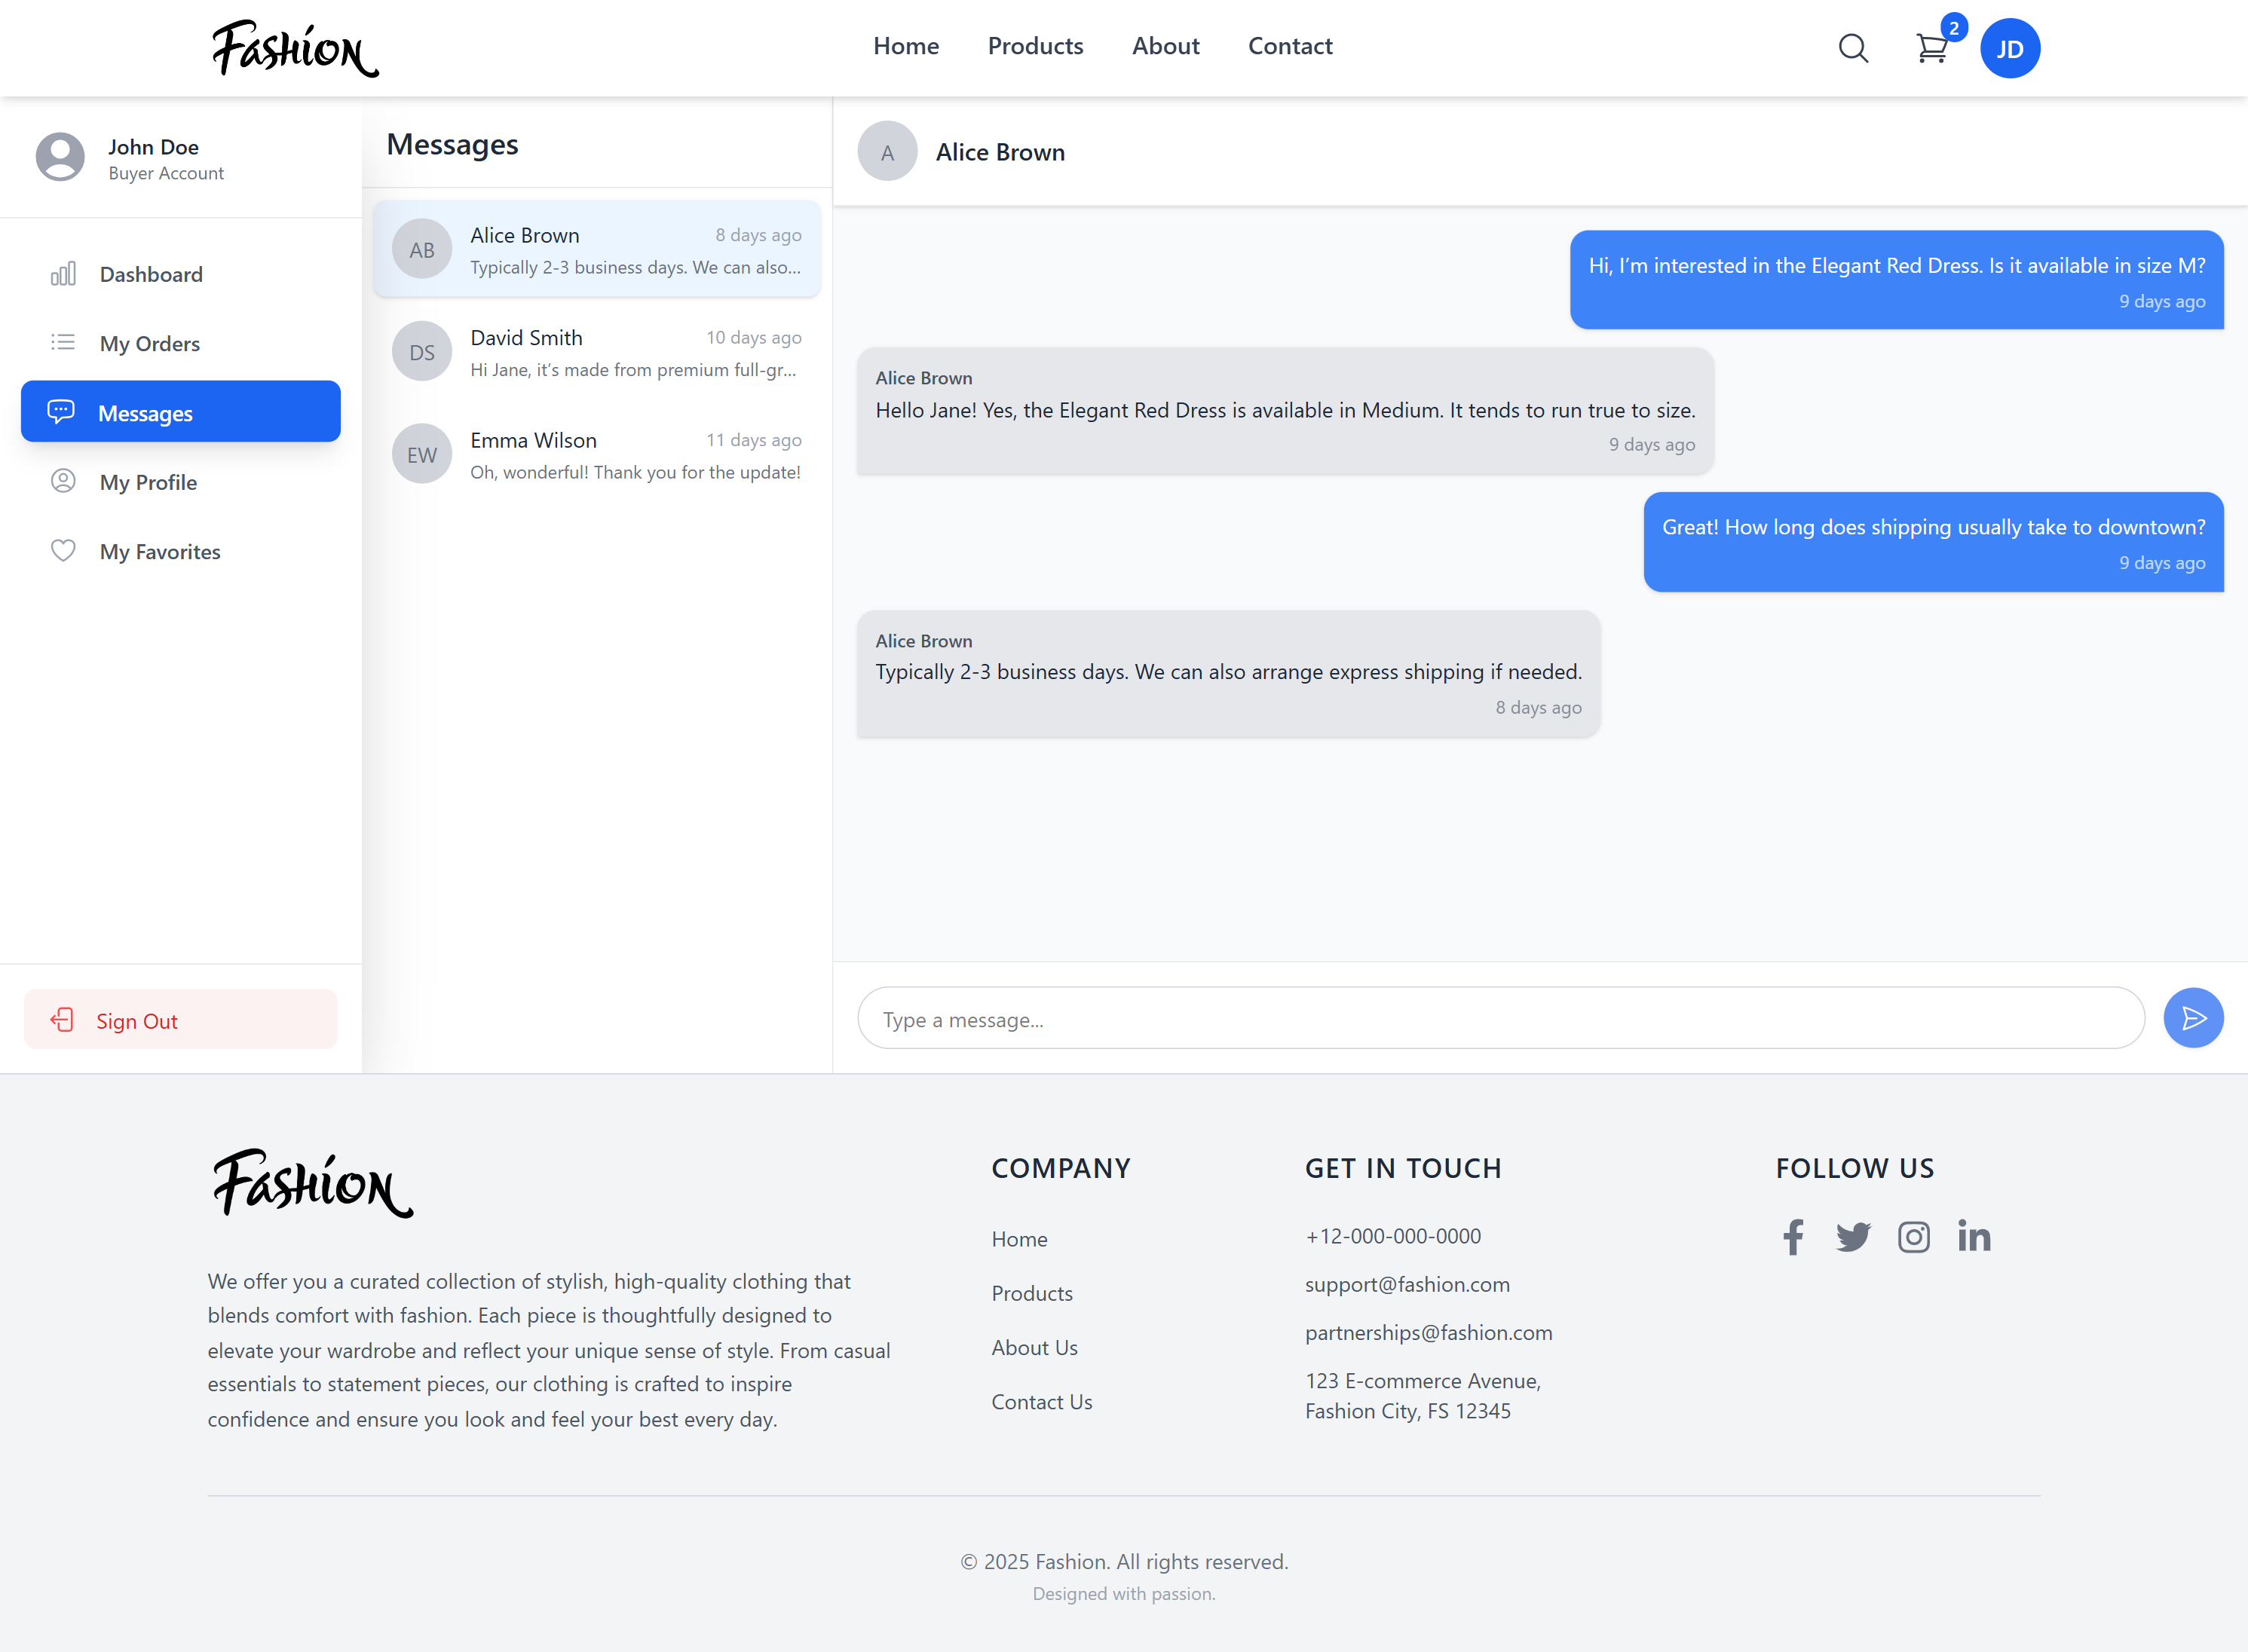 Fashion
Home
Products
About
Contact
2
JD
John Doe
Buyer Account
Dashboard
My Orders
Messages
My Profile
My Favorites
Sign Out
Messages
AB
Alice Brown
8 days ago
Typically 2-3 business days. We can also...
DS
David Smith
10 days ago
Hi Jane, it’s made from premium full-gr...
EW
Emma Wilson
11 days ago
Oh, wonderful! Thank you for the update!
A
Alice Brown
Hi, I’m interested in the Elegant Red Dress. Is it available in size M?
9 days ago
Alice Brown
Hello Jane! Yes, the Elegant Red Dress is available in Medium. It tends to run true to size.
9 days ago
Great! How long does shipping usually take to downtown?
9 days ago
Alice Brown
Typically 2-3 business days. We can also arrange express shipping if needed.
8 days ago
Type a message...
Fashion
We offer you a curated collection of stylish, high-quality clothing that
blends comfort with fashion. Each piece is thoughtfully designed to
elevate your wardrobe and reflect your unique sense of style. From casual
essentials to statement pieces, our clothing is crafted to inspire
confidence and ensure you look and feel your best every day.
COMPANY
Home
Products
About Us
Contact Us
GET IN TOUCH
+12-000-000-0000
support@fashion.com
partnerships@fashion.com
123 E-commerce Avenue,
Fashion City, FS 12345
FOLLOW US
© 2025 Fashion. All rights reserved.
Designed with passion.